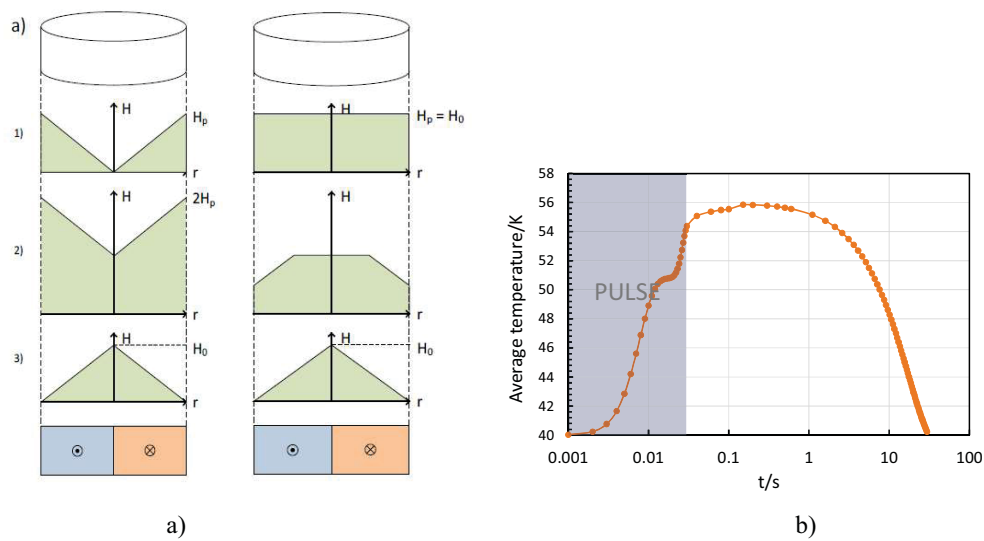 a)
H
H
Hp
Hp = H0
1)
r
r
H
H
2Hp
2)
r
r
H
H
3)
H0
H0
r
r
58
56
54
52
50
48
46
44
42
40
Average temperature/K
PULSE
0.001 0.01 0.1 1 10 100
t/s
a)
b)